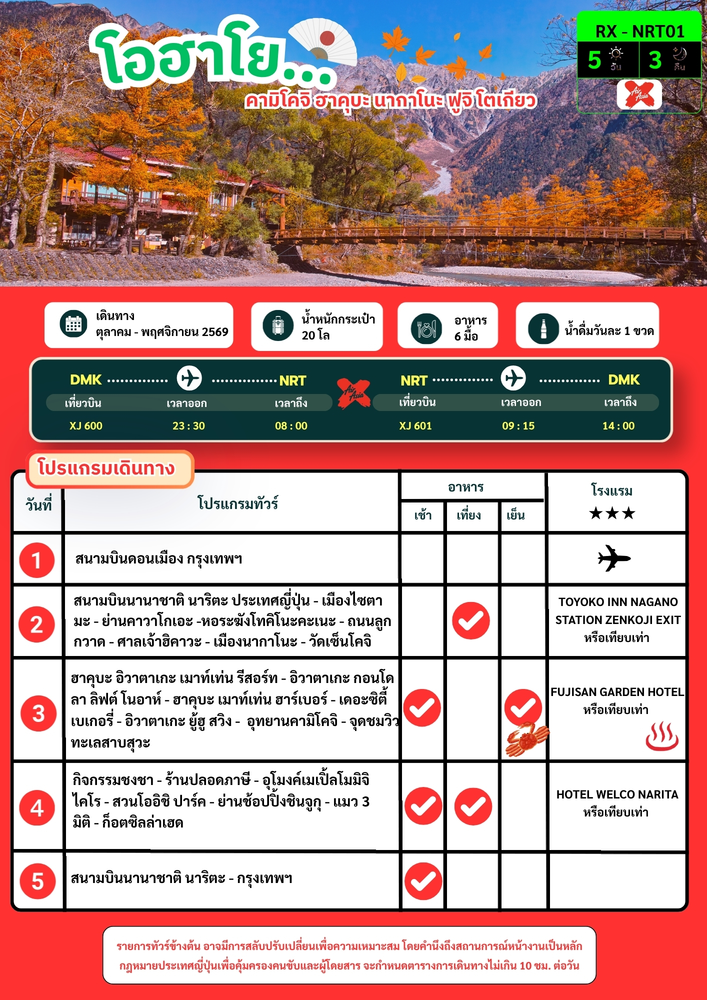 โอฮาโย...
คามิโคจิ ฮาคุบะ นากาโนะ ฟูจิ โตเกียว
RX - NRT01
5 วัน 3 คืน
Air Asia
เดินทาง
ตุลาคม - พฤศจิกายน 2569
น้ำหนักกระเป๋า
20 โล
อาหาร
6 มื้อ
น้ำดื่มวันละ 1 ขวด
DMK NRT
เที่ยวบิน เวลาออก เวลาถึง
XJ 600 23 : 30 08 : 00
Air Asia
NRT DMK
เที่ยวบิน เวลาออก เวลาถึง
XJ 601 09 : 15 14 : 00
โปรแกรมเดินทาง
วันที่ โปรแกรมทัวร์ อาหาร โรงแรม
เช้า เที่ยง เย็น ★★★
1 สนามบินดอนเมือง กรุงเทพฯ
2
สนามบินนานาชาติ นาริตะ ประเทศญี่ปุ่น - เมืองไซตา
มะ - ย่านคาวาโกเอะ -หอระฆังโทคิโนะคะเนะ - ถนนลูก
กวาด - ศาลเจ้าฮิคาวะ - เมืองนากาโนะ - วัดเซ็นโคจิ
TOYOKO INN NAGANO
STATION ZENKOJI EXIT
หรือเทียบเท่า
3
ฮาคุบะ อิวาตาเกะ เมาท์เท่น รีสอร์ท - อิวาตาเกะ กอนโด
ลา ลิฟต์ โนอาห์ - ฮาคุบะ เมาท์เท่น ฮาร์เบอร์ - เดอะซิตี้
เบเกอรี่ - อิวาตาเกะ ยู้ฮู สวิง - อุทยานคามิโคจิ - จุดชมวิว
ทะเลสาบสุวะ
FUJISAN GARDEN HOTEL
หรือเทียบเท่า
4
กิจกรรมชงชา - ร้านปลอดภาษี - อุโมงค์เมเปิ้ลโมมิจิ
ไคโร - สวนโออิชิ ปาร์ค - ย่านช้อปปิ้งชินจูกุ - แมว 3
มิติ - ก็อตซิลล่าเฮด
HOTEL WELCO NARITA
หรือเทียบเท่า
5 สนามบินนานาชาติ นาริตะ - กรุงเทพฯ
รายการทัวร์ข้างต้น อาจมีการสลับปรับเปลี่ยนเพื่อความเหมาะสม โดยคำนึงถึงสถานการณ์หน้างานเป็นหลัก
กฎหมายประเทศญี่ปุ่นเพื่อคุ้มครองคนขับและผู้โดยสาร จะกำหนดตารางการเดินทางไม่เกิน 10 ชม. ต่อวัน